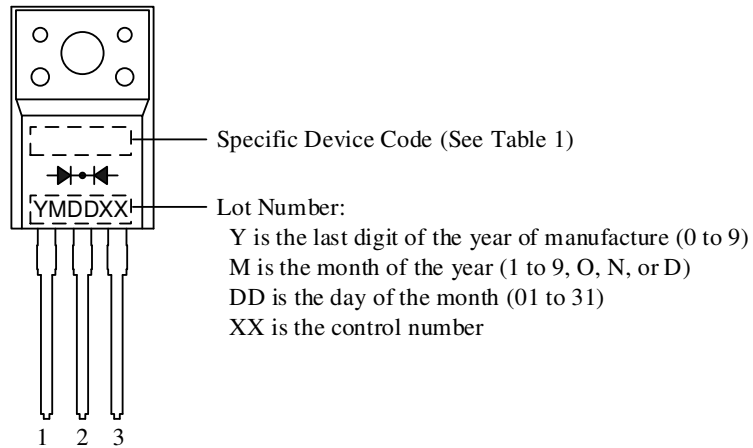 Specific Device Code (See Table 1)
YMDDXX
Lot Number:
Y is the last digit of the year of manufacture (0 to 9)
M is the month of the year (1 to 9, O, N, or D)
DD is the day of the month (01 to 31)
XX is the control number
1 2 3